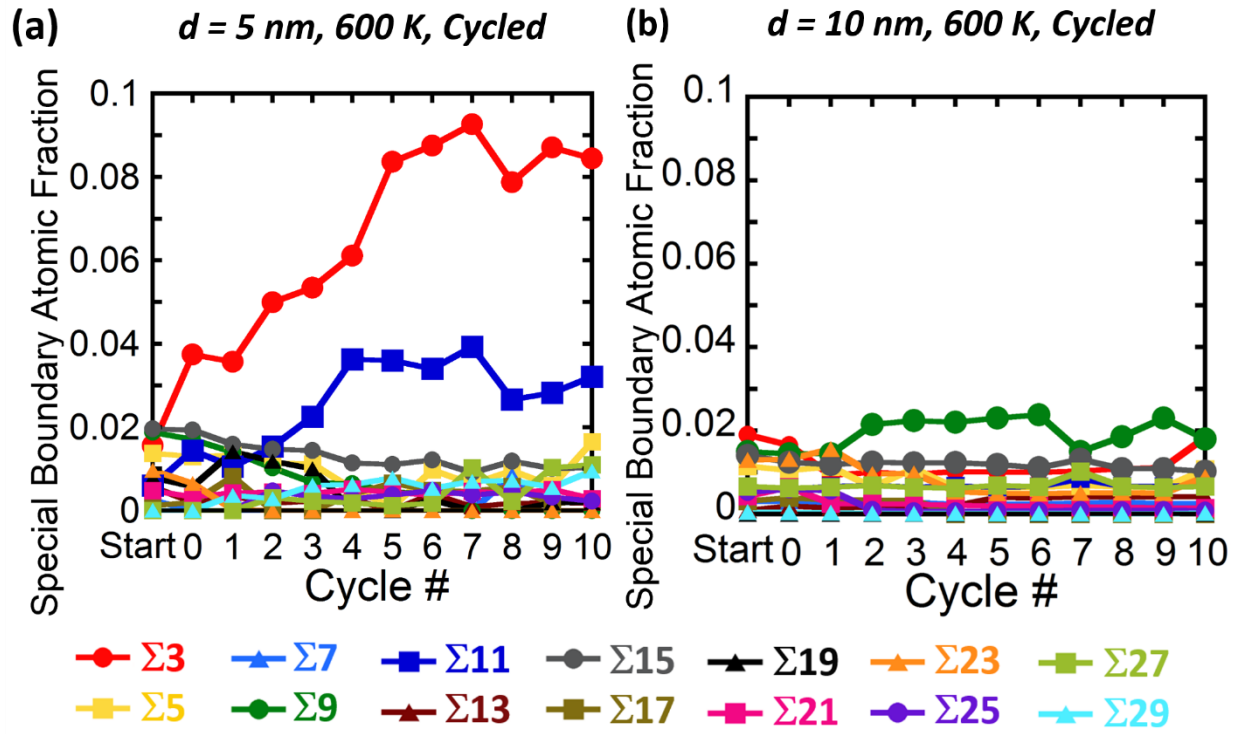 (a) d = 5 nm, 600 K, Cycled
Special Boundary Atomic Fraction
0.1
0.08
0.06
0.04
0.02
0
Start 0 1 2 3 4 5 6 7 8 9 10
Cycle #
(b) d = 10 nm, 600 K, Cycled
Special Boundary Atomic Fraction
0.1
0.08
0.06
0.04
0.02
0
Start 0 1 2 3 4 5 6 7 8 9 10
Cycle #
Σ3 Σ7 Σ11 Σ15 Σ19 Σ23 Σ27
Σ5 Σ9 Σ13 Σ17 Σ21 Σ25 Σ29